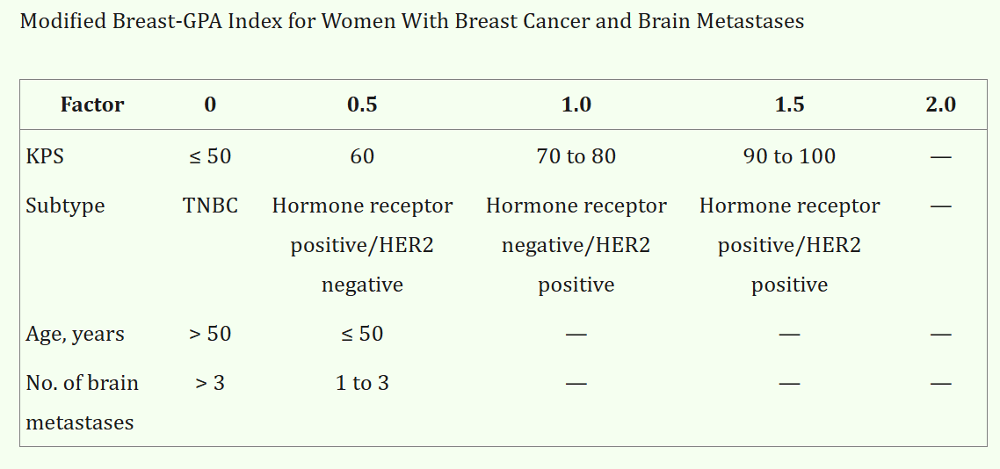 Modified Breast-GPA Index for Women With Breast Cancer and Brain Metastases
Factor 0 0.5 1.0 1.5 2.0
KPS ≤ 50 60 70 to 80 90 to 100 —
Subtype TNBC Hormone receptor Hormone receptor Hormone receptor —
positive/HER2 negative/HER2 positive/HER2
negative positive positive
Age, years > 50 ≤ 50 — — —
No. of brain > 3 1 to 3 — — —
metastases